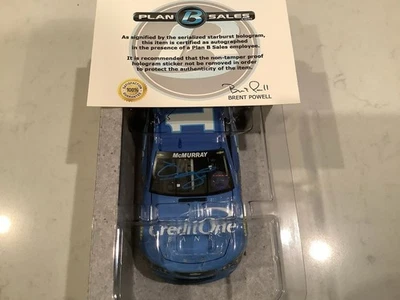 PLAN B SALES
As signified by the serialized starburst hologram,
this item is certified as autographed
in the presence of a Plan B Sales employee.
It is recommended that the non-tamper proof
hologram sticker not be removed in order
to protect the authenticity of the item.
BRENT POWELL
McMURRAY
1
CreditOne